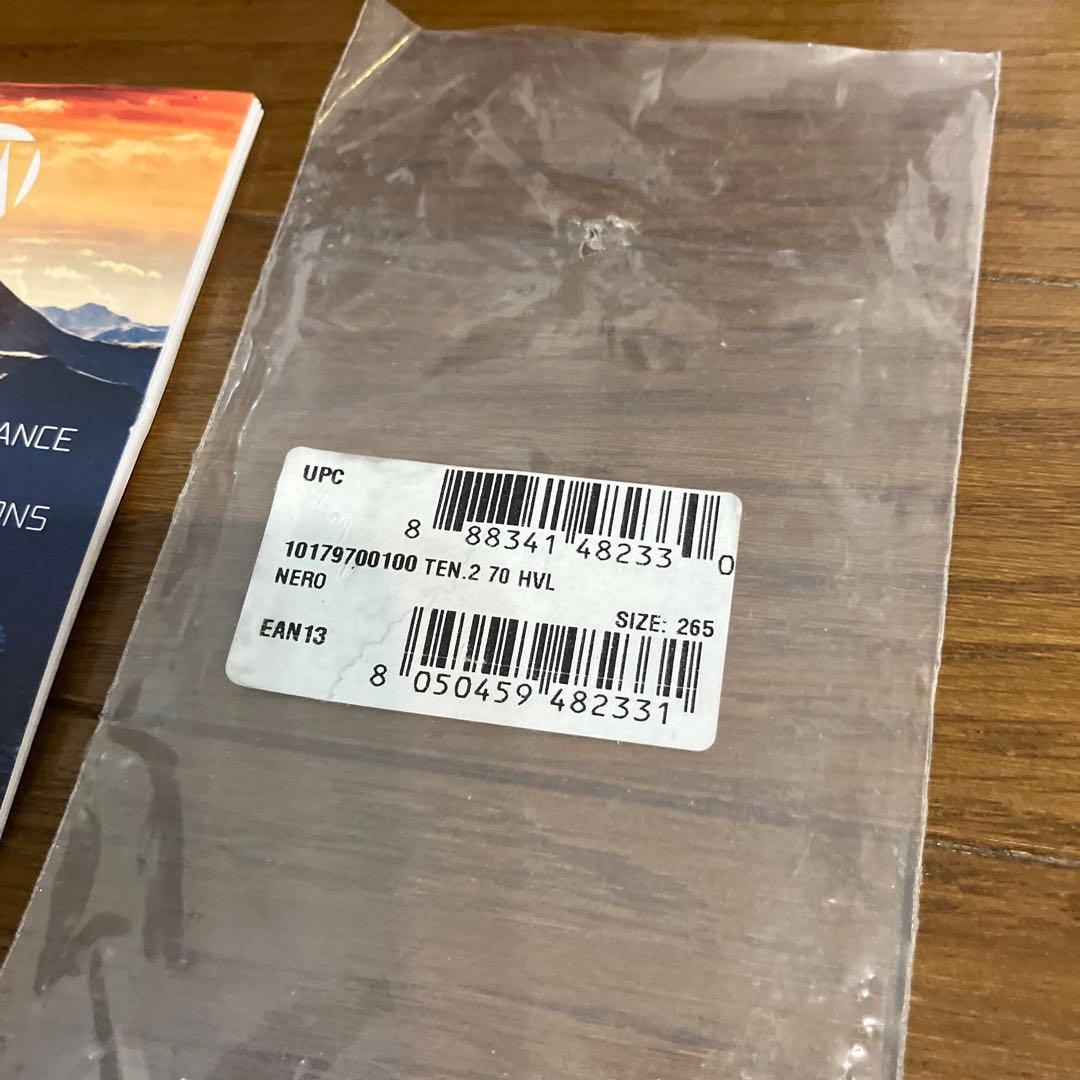 ANCE
ONS
UPC
8 88341 48233 0
10179700100 TEN.2 70 HVL
NERO
SIZE: 265
EAN13
8 050459 482331